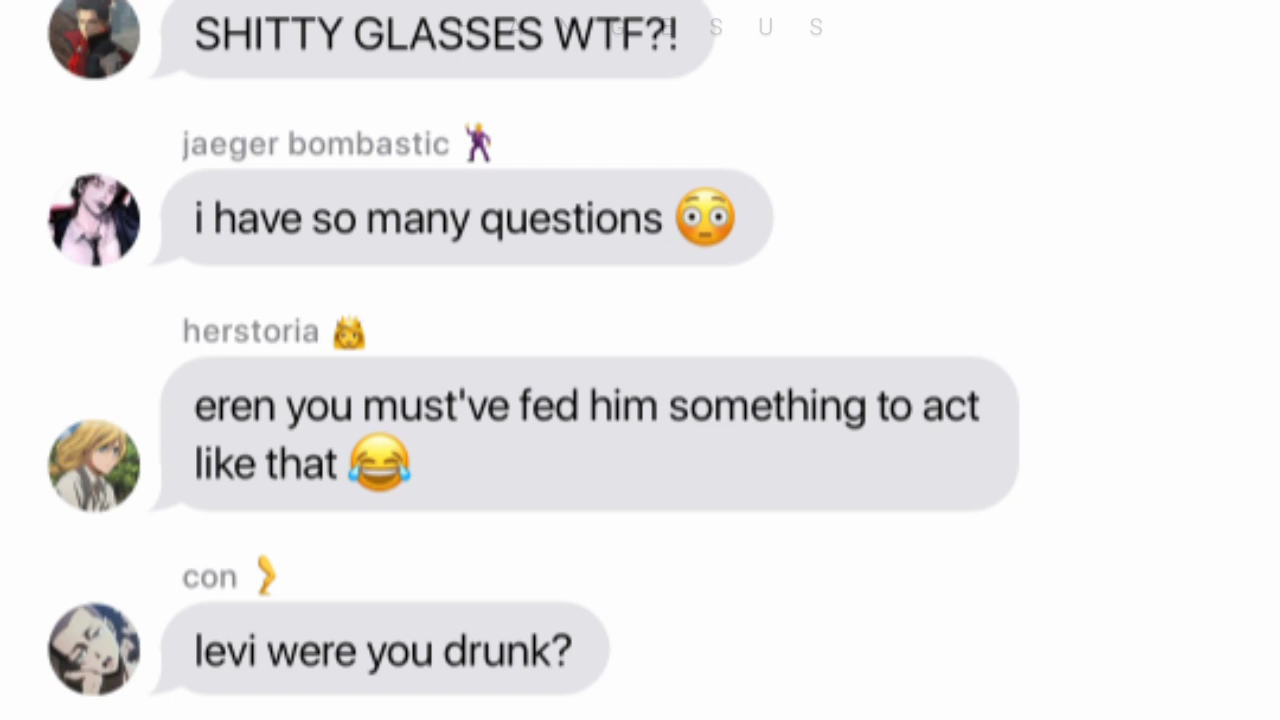 SHITTY GLASSES WTF?!
jaeger bombastic 🕺
i have so many questions 😳
herstoria 👸
eren you must've fed him something to act
like that 😂
con 🦵
levi were you drunk?